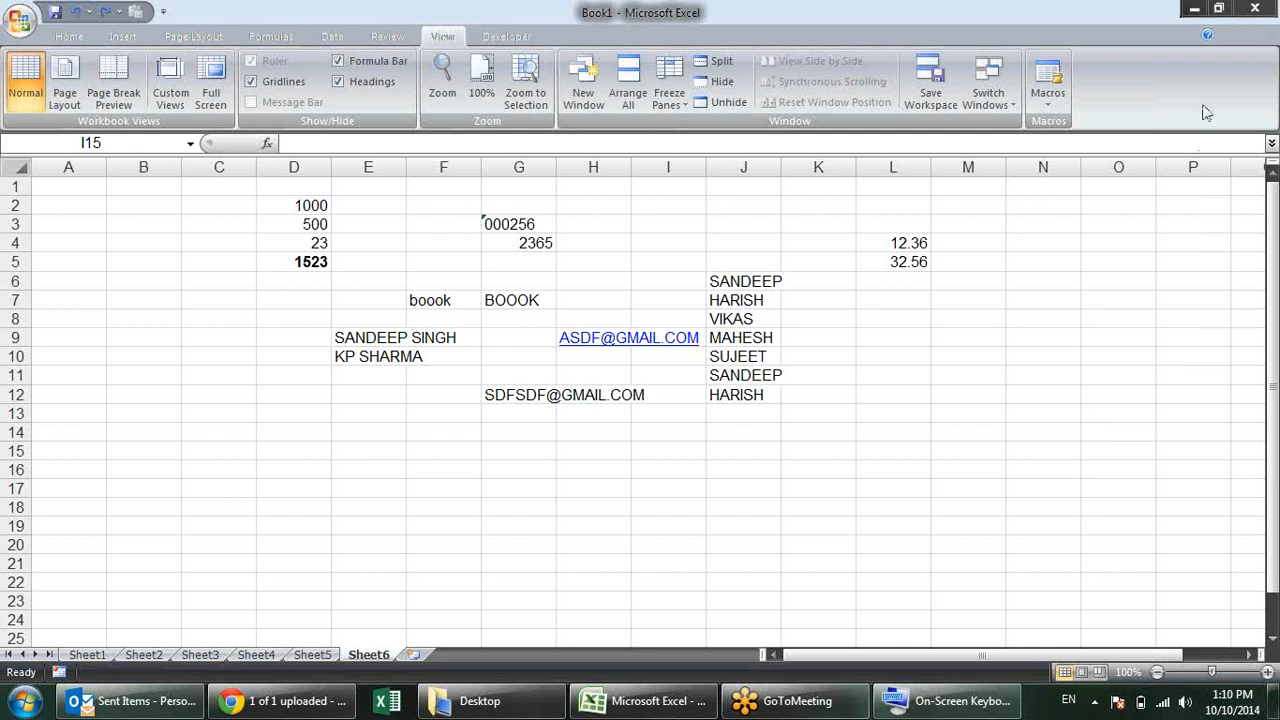 Book1 - Microsoft Excel
Home Insert Page Layout Formulas Data Review View Developer
Normal Page Layout Page Break Preview Custom Views Full Screen
Workbook Views
Ruler Formula Bar
Gridlines Headings
Message Bar
Show/Hide
Zoom 100% Zoom to Selection
Zoom
New Window Arrange All Freeze Panes
Split View Side by Side
Hide Synchronous Scrolling
Unhide Reset Window Position
Save Workspace Switch Windows
Window
Macros
Macros
I15 fx
A B C D E F G H I J K L M N O P
1
2 1000
3 500 000256
4 23 2365 12.36
5 1523 32.56
6 SANDEEP
7 boook BOOOK HARISH
8 VIKAS
9 SANDEEP SINGH ASDF@GMAIL.COM MAHESH
10 KP SHARMA SUJEET
11 SANDEEP
12 SDFSDF@GMAIL.COM HARISH
13
14
15
16
17
18
19
20
21
22
23
24
25
Sheet1 Sheet2 Sheet3 Sheet4 Sheet5 Sheet6
Ready 100%
Sent Items - Perso... 1 of 1 uploaded - ... Desktop Microsoft Excel - ... GoToMeeting On-Screen Keybo... EN 1:10 PM
10/10/2014